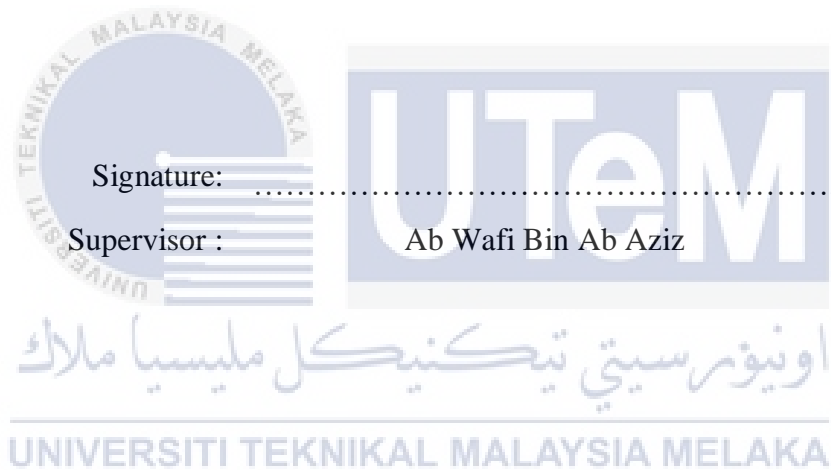 UNIVERSITI TEKNIKAL MALAYSIA MELAKA
UTeM
Signature: ………………………………………………
Supervisor : Ab Wafi Bin Ab Aziz
اونيۏرسيتي تيكنيكل مليسيا ملاك
UNIVERSITI TEKNIKAL MALAYSIA MELAKA